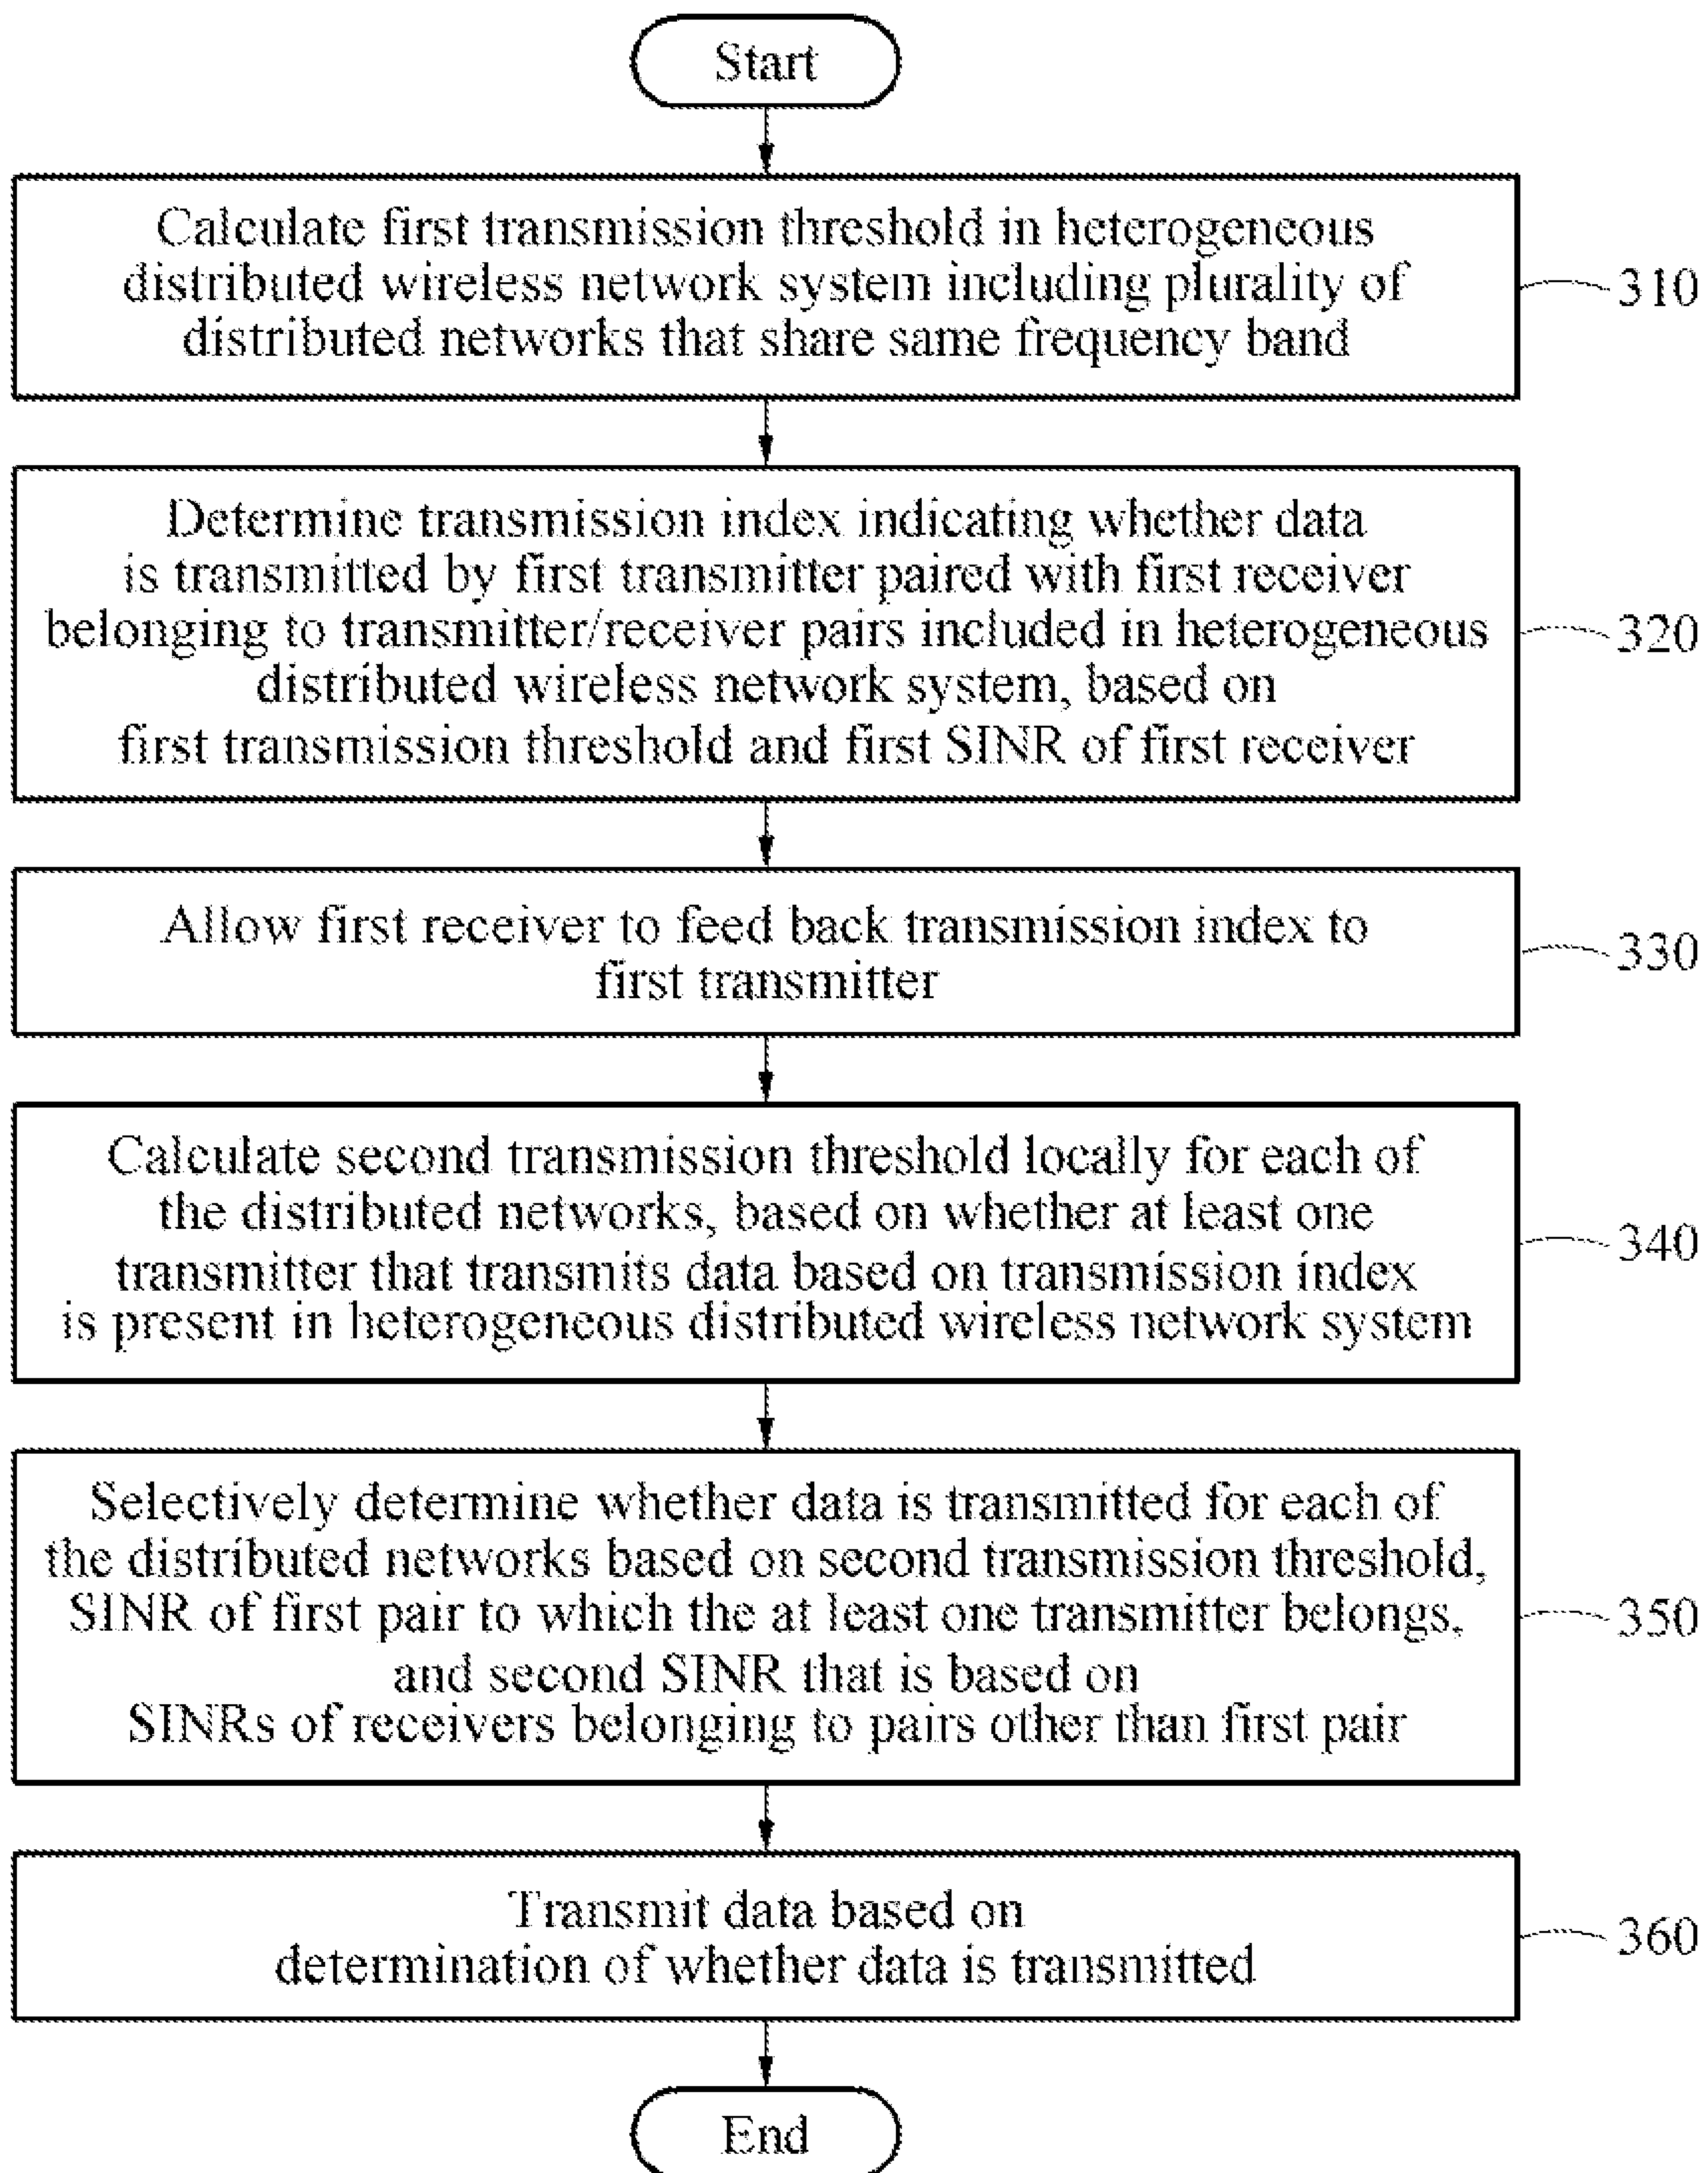 Start
Calculate first transmission threshold in heterogeneous
distributed wireless network system including plurality of
distributed networks that share same frequency band
310
Determine transmission index indicating whether data
is transmitted by first transmitter paired with first receiver
belonging to transmitter/receiver pairs included in heterogeneous
distributed wireless network system, based on
first transmission threshold and first SINR of first receiver
320
Allow first receiver to feed back transmission index to
first transmitter
330
Calculate second transmission threshold locally for each of
the distributed networks, based on whether at least one
transmitter that transmits data based on transmission index
is present in heterogeneous distributed wireless network system
340
Selectively determine whether data is transmitted for each of
the distributed networks based on second transmission threshold,
SINR of first pair to which the at least one transmitter belongs,
and second SINR that is based on
SINRs of receivers belonging to pairs other than first pair
350
Transmit data based on
determination of whether data is transmitted
360
End